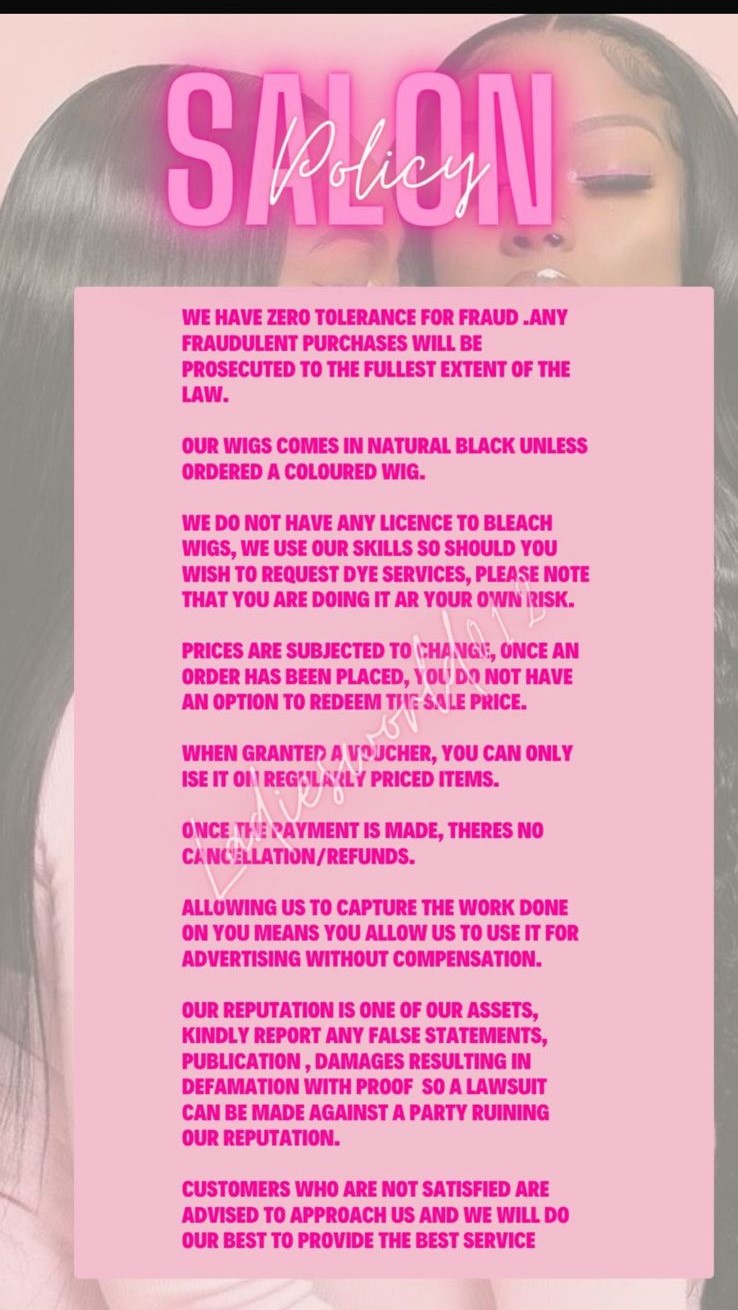 SALON
Policy
WE HAVE ZERO TOLERANCE FOR FRAUD .ANY
FRAUDULENT PURCHASES WILL BE
PROSECUTED TO THE FULLEST EXTENT OF THE
LAW.
OUR WIGS COMES IN NATURAL BLACK UNLESS
ORDERED A COLOURED WIG.
WE DO NOT HAVE ANY LICENCE TO BLEACH
WIGS, WE USE OUR SKILLS SO SHOULD YOU
WISH TO REQUEST DYE SERVICES, PLEASE NOTE
THAT YOU ARE DOING IT AR YOUR OWN RISK.
PRICES ARE SUBJECTED TO CHANGE, ONCE AN
ORDER HAS BEEN PLACED, YOU DO NOT HAVE
AN OPTION TO REDEEM THE SALE PRICE.
WHEN GRANTED A VOUCHER, YOU CAN ONLY
ISE IT ON REGULARLY PRICED ITEMS.
ONCE THE PAYMENT IS MADE, THERES NO
CANCELLATION/REFUNDS.
ALLOWING US TO CAPTURE THE WORK DONE
ON YOU MEANS YOU ALLOW US TO USE IT FOR
ADVERTISING WITHOUT COMPENSATION.
OUR REPUTATION IS ONE OF OUR ASSETS,
KINDLY REPORT ANY FALSE STATEMENTS,
PUBLICATION , DAMAGES RESULTING IN
DEFAMATION WITH PROOF  SO A LAWSUIT
CAN BE MADE AGAINST A PARTY RUINING
OUR REPUTATION.
CUSTOMERS WHO ARE NOT SATISFIED ARE
ADVISED TO APPROACH US AND WE WILL DO
OUR BEST TO PROVIDE THE BEST SERVICE
Ladiesworld012